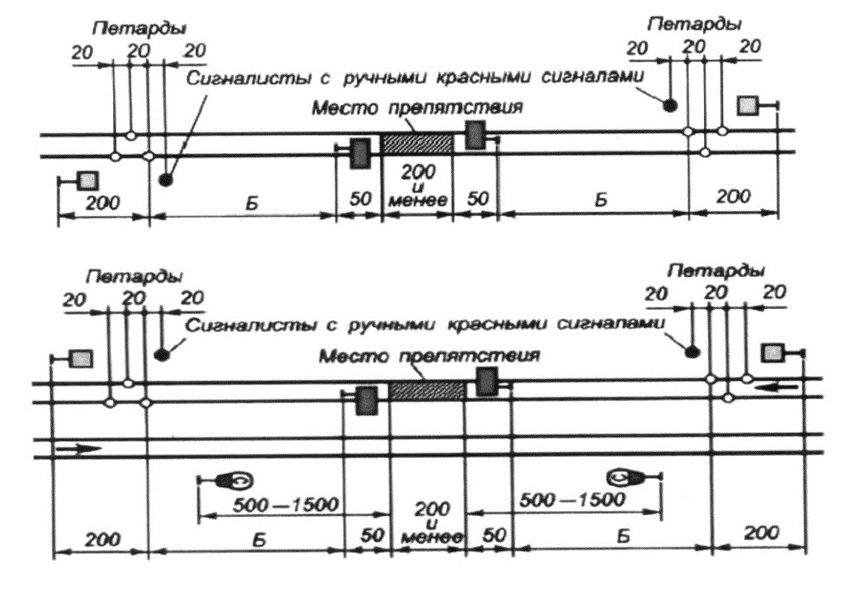 Петарды Петарды
20 20 20 20 20 20
Сигналисты с ручными красными сигналами
Место препятствия
200 Б 50 200 и менее 50 Б 200
Петарды Петарды
20 20 20 20 20 20
Сигналисты с ручными красными сигналами
Место препятствия
С С
500—1500 500—1500
200 Б 50 200 и менее 50 Б 200